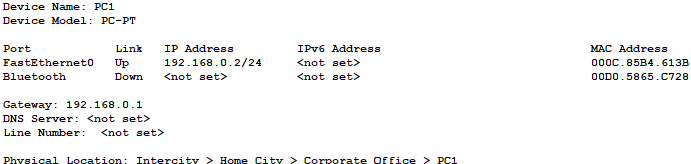 Device Name: PC1
Device Model: PC-PT
Port Link IP Address IPv6 Address MAC Address
FastEthernet0 Up 192.168.0.2/24 <not set> 000C.85B4.613B
Bluetooth Down <not set> <not set> 00D0.5865.C728
Gateway: 192.168.0.1
DNS Server: <not set>
Line Number: <not set>
Physical Location: Intercity > Home City > Corporate Office > PC1